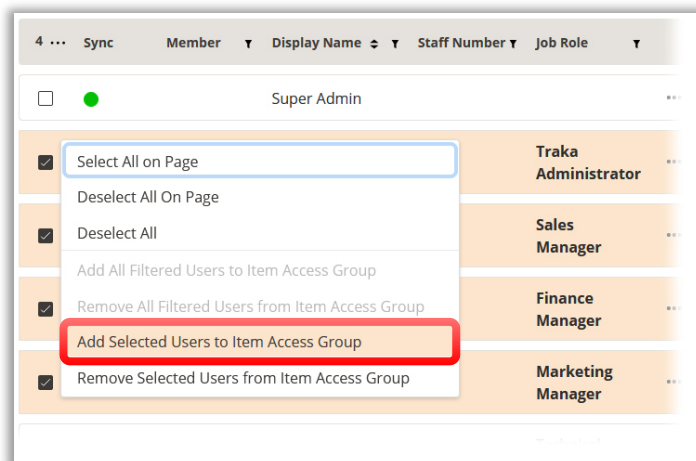 4 ... Sync Member Display Name Staff Number Job Role
Super Admin
Select All on Page
Traka
Administrator
Deselect All On Page
Deselect All
Sales
Manager
Add All Filtered Users to Item Access Group
Remove All Filtered Users from Item Access Group
Finance
Manager
Add Selected Users to Item Access Group
Remove Selected Users from Item Access Group
Marketing
Manager